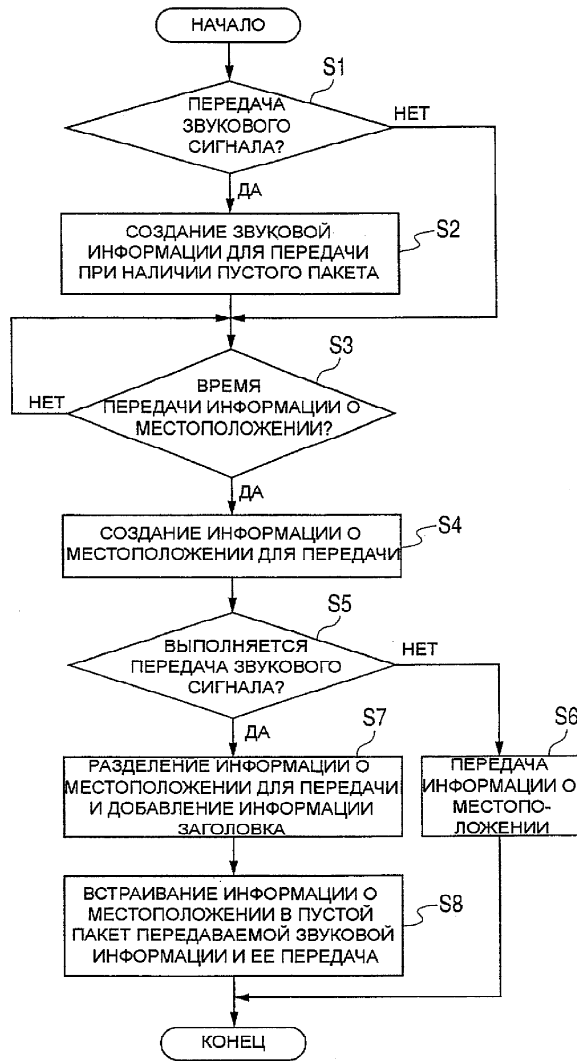 НАЧАЛО
S1
ПЕРЕДАЧА
ЗВУКОВОГО
СИГНАЛА?
НЕТ
ДА
СОЗДАНИЕ ЗВУКОВОЙ
ИНФОРМАЦИИ ДЛЯ ПЕРЕДАЧИ
ПРИ НАЛИЧИИ ПУСТОГО ПАКЕТА
S2
S3
ВРЕМЯ
ПЕРЕДАЧИ ИНФОРМАЦИИ О
МЕСТОПОЛОЖЕНИИ?
НЕТ
ДА
СОЗДАНИЕ ИНФОРМАЦИИ О
МЕСТОПОЛОЖЕНИИ ДЛЯ ПЕРЕДАЧИ
S4
S5
ВЫПОЛНЯЕТСЯ
ПЕРЕДАЧА ЗВУКОВОГО
СИГНАЛА?
НЕТ
ДА
S7
РАЗДЕЛЕНИЕ ИНФОРМАЦИИ О
МЕСТОПОЛОЖЕНИИ ДЛЯ ПЕРЕДАЧИ
И ДОБАВЛЕНИЕ ИНФОРМАЦИИ
ЗАГОЛОВКА
S6
ПЕРЕДАЧА
ИНФОРМАЦИИ О
МЕСТОПО-
ЛОЖЕНИИ
ВСТРАИВАНИЕ ИНФОРМАЦИИ О
МЕСТОПОЛОЖЕНИИ В ПУСТОЙ
ПАКЕТ ПЕРЕДАВАЕМОЙ ЗВУКОВОЙ
ИНФОРМАЦИИ И ЕЕ ПЕРЕДАЧА
S8
КОНЕЦ